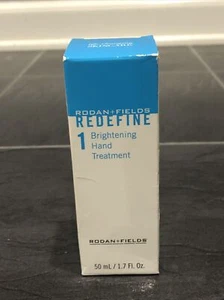 RODAN+FIELDS
REDEFINE
1 Brightening
Hand
Treatment
RODAN+FIELDS
50 mL / 1.7 Fl. Oz.